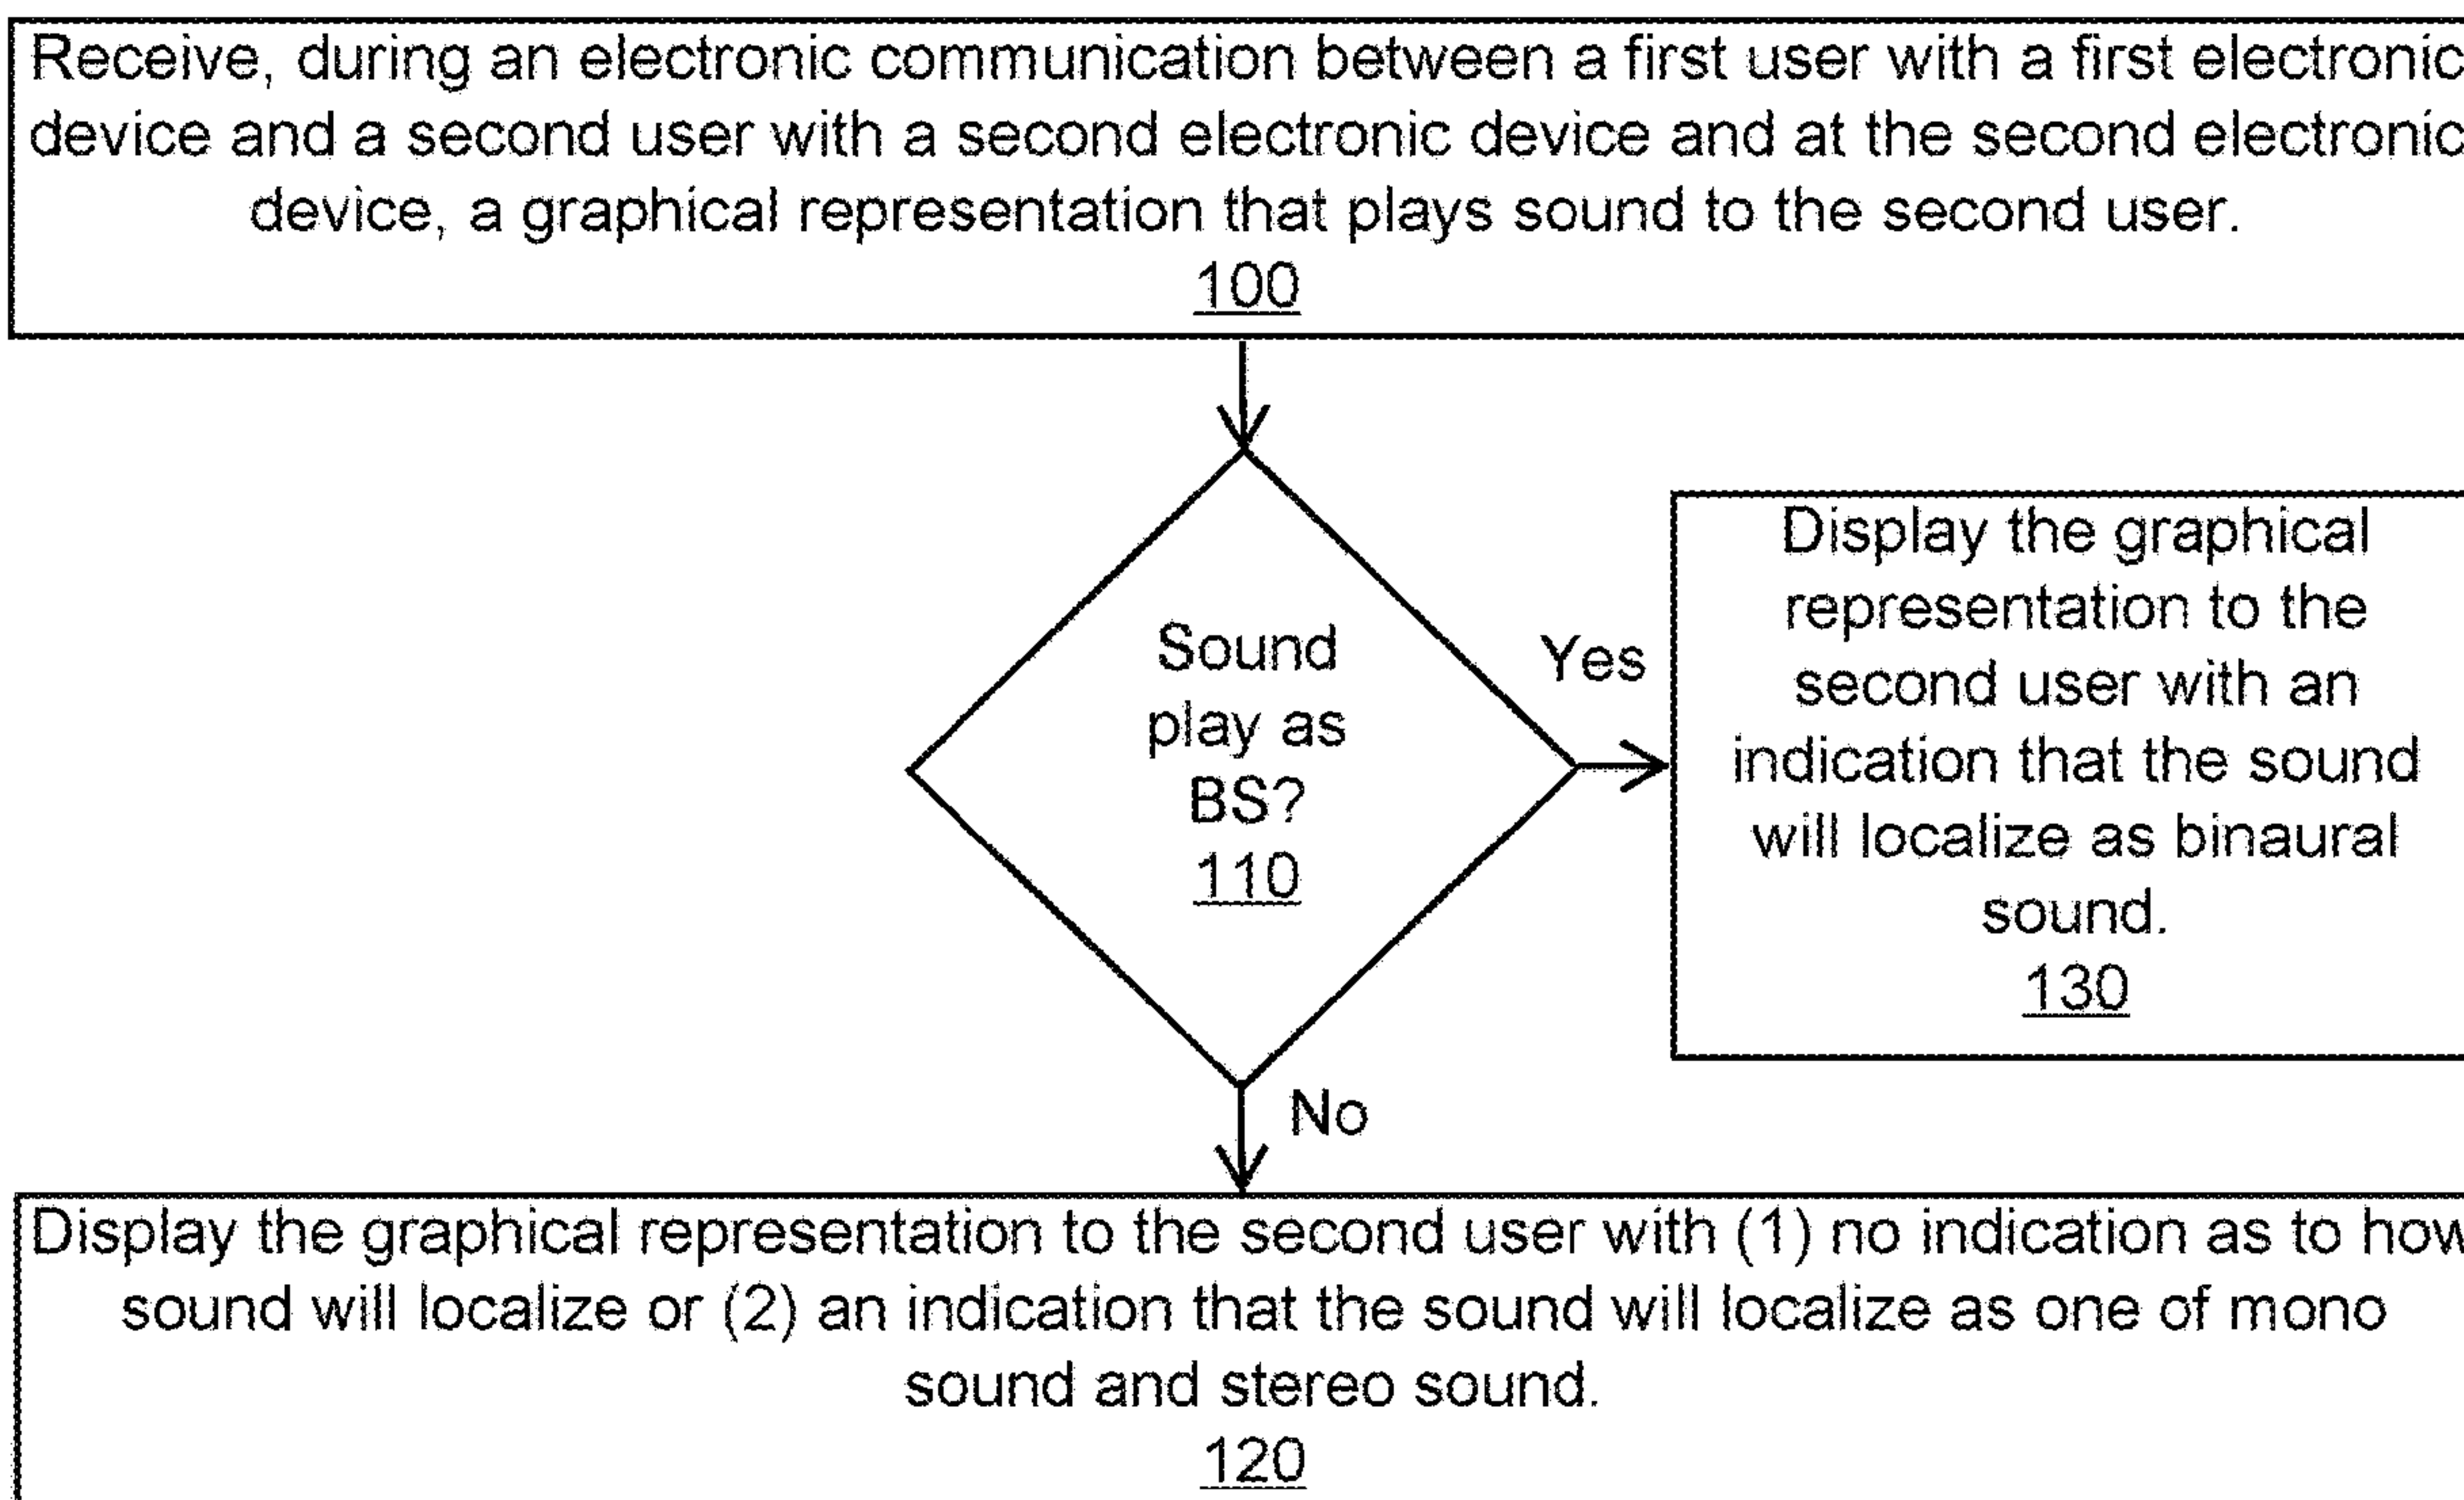 Receive, during an electronic communication between a first user with a first electronic
device and a second user with a second electronic device and at the second electronic
device, a graphical representation that plays sound to the second user.
100
Sound
play as
BS?
110
Yes
Display the graphical
representation to the
second user with an
indication that the sound
will localize as binaural
sound.
130
No
Display the graphical representation to the second user with (1) no indication as to how
sound will localize or (2) an indication that the sound will localize as one of mono
sound and stereo sound.
120